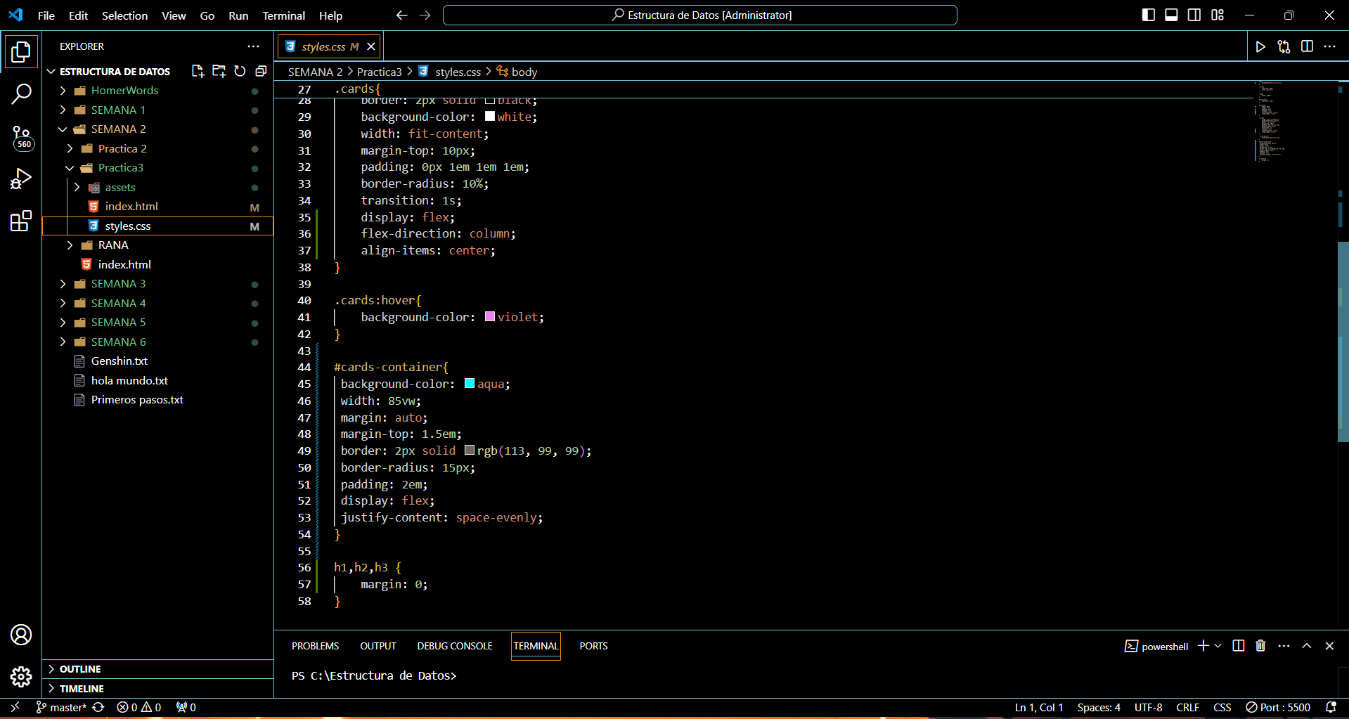 File Edit Selection View Go Run Terminal Help
Estructura de Datos [Administrator]
EXPLORER
ESTRUCTURA DE DATOS
HomerWords
SEMANA 1
SEMANA 2
Practica 2
Practica3
assets
index.html M
styles.css M
RANA
index.html
SEMANA 3
SEMANA 4
SEMANA 5
SEMANA 6
Genshin.txt
hola mundo.txt
Primeros pasos.txt
OUTLINE
TIMELINE
560
styles.css M
SEMANA 2 > Practica3 > styles.css > body
27 .cards{
28 border: 2px solid black;
29 background-color: white;
30 width: fit-content;
31 margin-top: 10px;
32 padding: 0px 1em 1em 1em;
33 border-radius: 10%;
34 transition: 1s;
35 display: flex;
36 flex-direction: column;
37 align-items: center;
38 }
39
40 .cards:hover{
41 background-color: violet;
42 }
43
44 #cards-container{
45 background-color: aqua;
46 width: 85vw;
47 margin: auto;
48 margin-top: 1.5em;
49 border: 2px solid rgb(113, 99, 99);
50 border-radius: 15px;
51 padding: 2em;
52 display: flex;
53 justify-content: space-evenly;
54 }
55
56 h1,h2,h3 {
57 margin: 0;
58 }
PROBLEMS OUTPUT DEBUG CONSOLE TERMINAL PORTS
powershell
PS C:\Estructura de Datos>
master* 0 0 0
Ln 1, Col 1 Spaces: 4 UTF-8 CRLF CSS Port : 5500